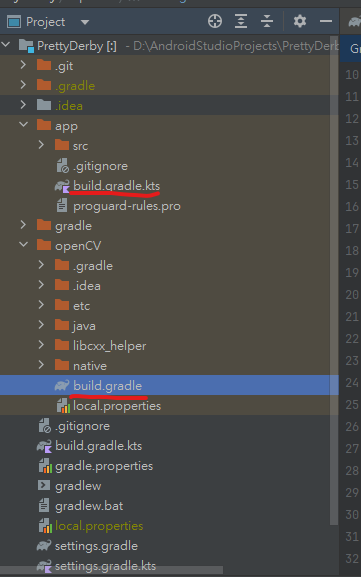 Project
PrettyDerby [:] - D:\AndroidStudioProjects\PrettyDerb
.git
.gradle
.idea
app
src
.gitignore
build.gradle.kts
proguard-rules.pro
gradle
openCV
.gradle
.idea
etc
java
libcxx_helper
native
build.gradle
local.properties
.gitignore
build.gradle.kts
gradle.properties
gradlew
gradlew.bat
local.properties
settings.gradle
settings.gradle.kts
Gr
10
11
12
13
14
15
16
17
18
19
20
21
22
23
24
25
26
27
28
29
30
31
32